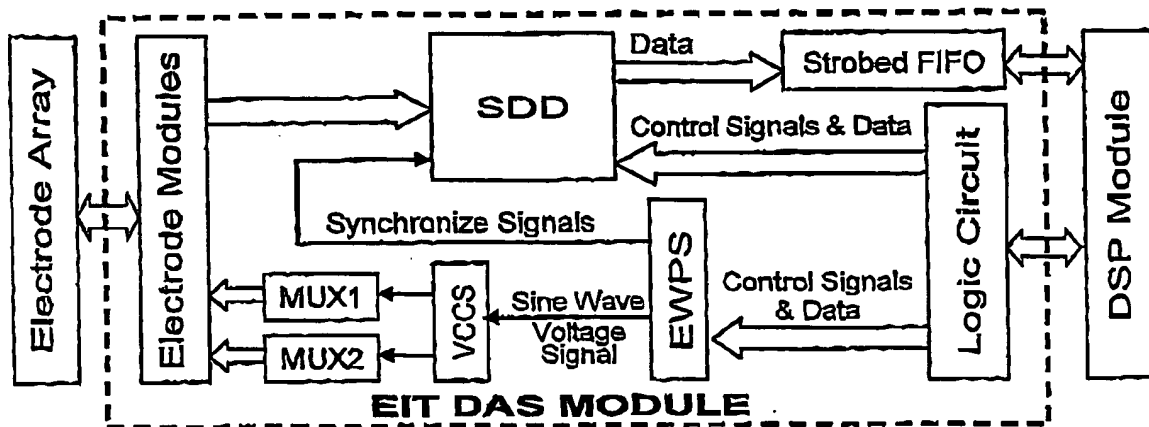 Electrode Array
Electrode Modules
SDD
Data
Strobed FIFO
Control Signals & Data
Logic Circuit
DSP Module
Synchronize Signals
MUX1
MUX2
VCCS
Sine Wave
Voltage
Signal
EWPS
Control Signals
& Data
EIT DAS MODULE